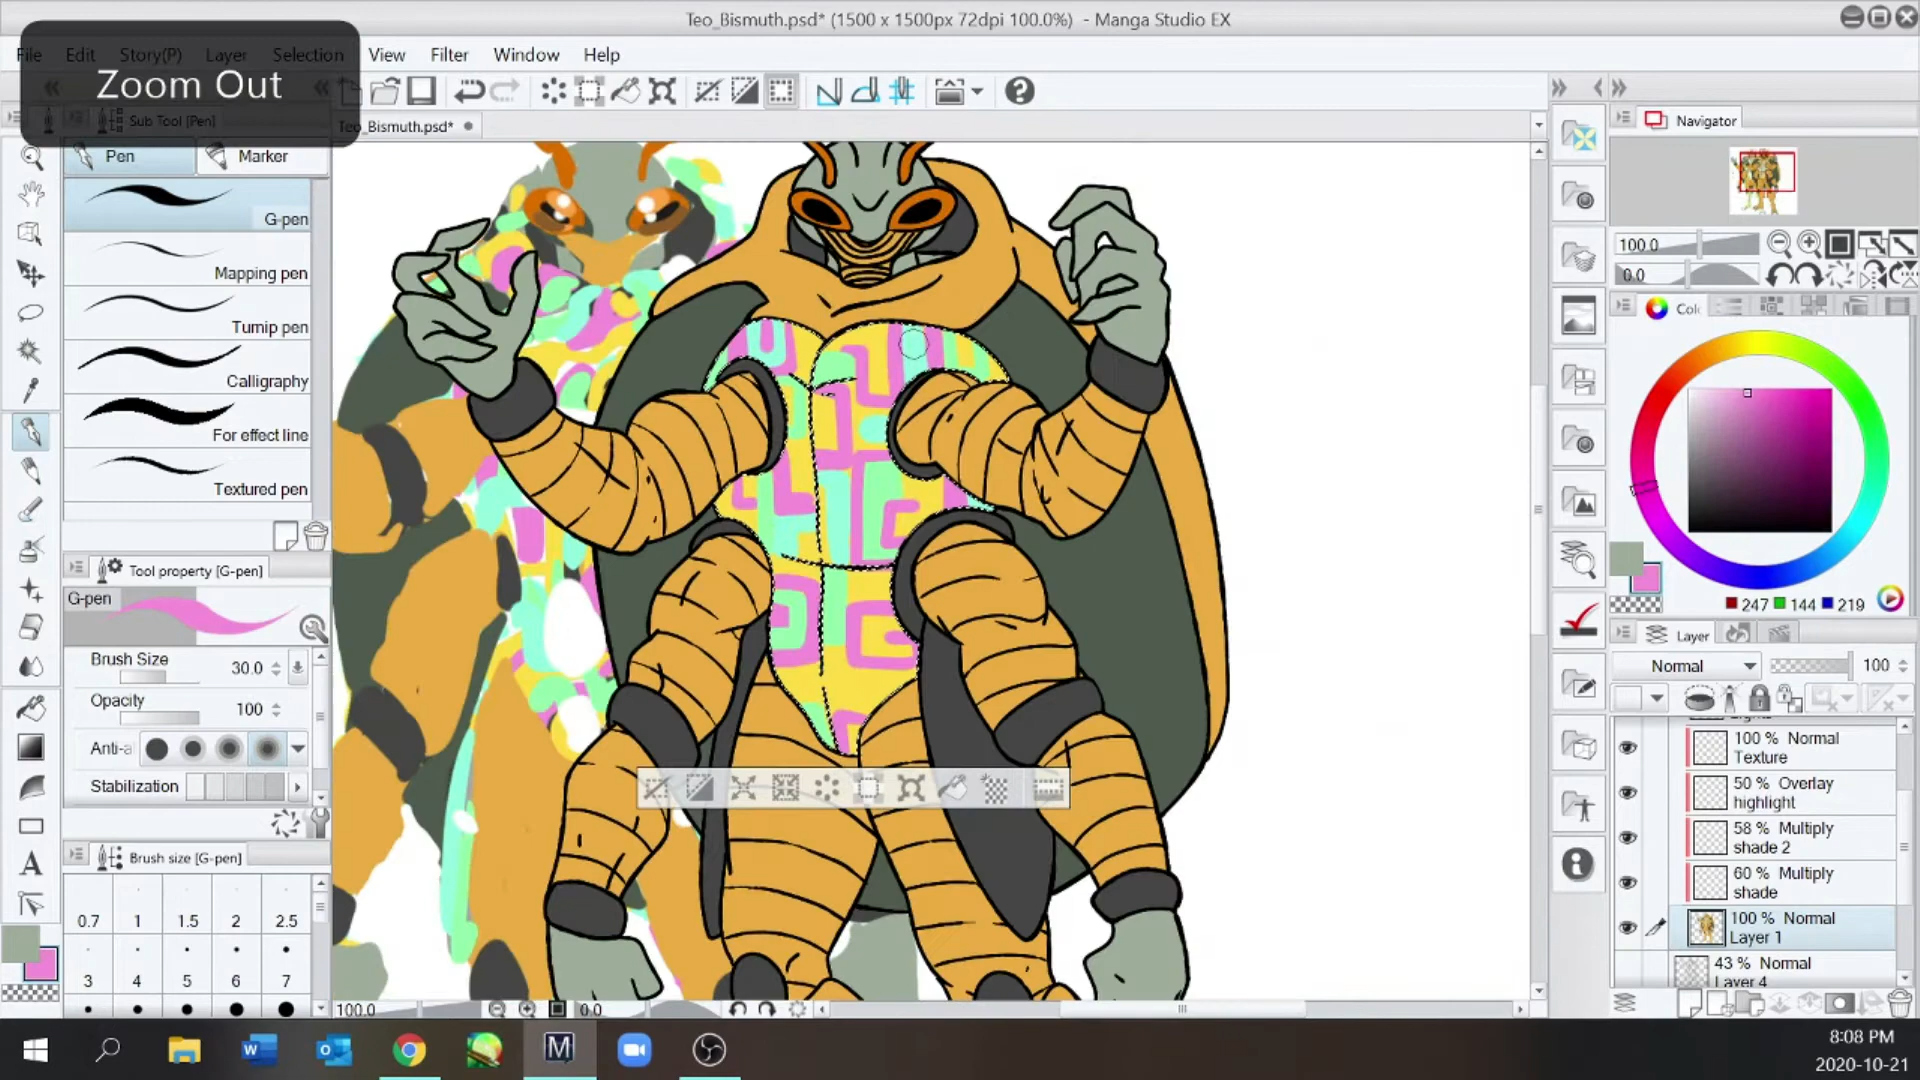 Teo_Bismuth.psd* (1500 x 1500px 72dpi 100.0%) - Manga Studio EX
File Edit Story(P) Layer Selection View Filter Window Help
Zoom Out
Sub Tool [Pen]
Teo_Bismuth.psd*
Navigator
Pen
Marker
G-pen
Mapping pen
Turnip pen
Calligraphy
For effect line
Textured pen
100.0
0.0
Colc
247 144 219
Tool property [G-pen]
G-pen
Brush Size 30.0
Opacity 100
Anti-a
Stabilization
Brush size [G-pen]
0.7 1 1.5 2 2.5
3 4 5 6 7
Layer
Normal 100
100 % Normal
Texture
50 % Overlay
highlight
58 % Multiply
shade 2
60 % Multiply
shade
100 % Normal
Layer 1
43 % Normal
Layer 4
100.0 0.0
8:08 PM
2020-10-21